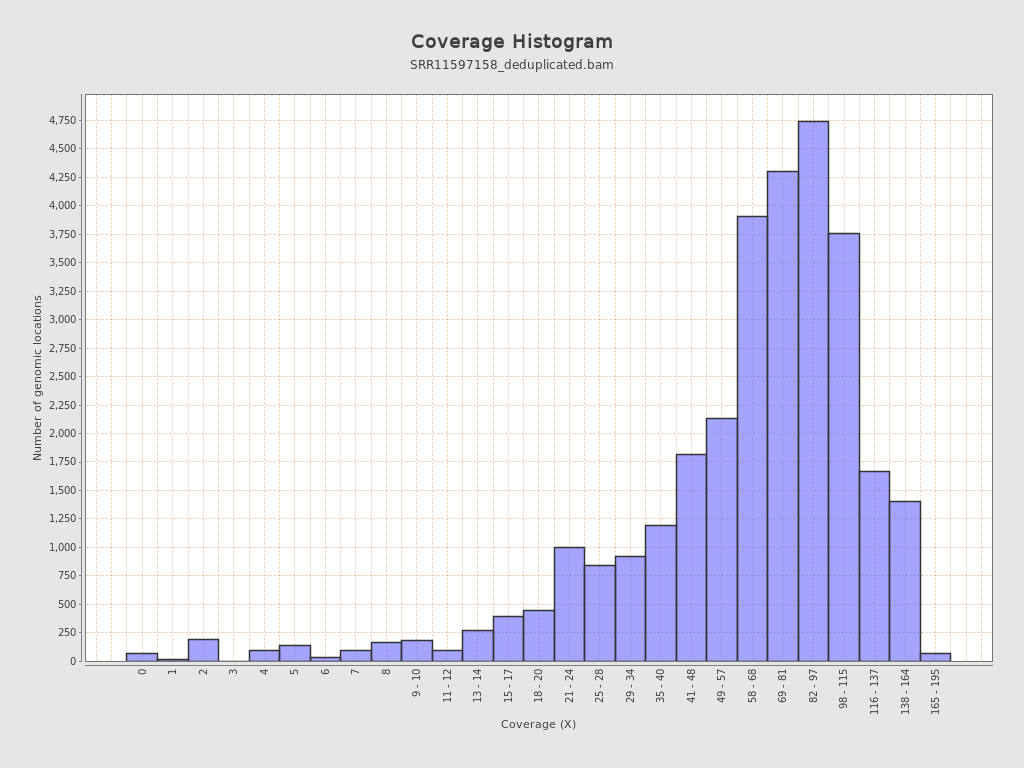 Coverage Histogram
SRR11597158_deduplicated.bam
Number of genomic locations
4,750
4,500
4,250
4,000
3,750
3,500
3,250
3,000
2,750
2,500
2,250
2,000
1,750
1,500
1,250
1,000
750
500
250
0
0
1
2
3
4
5
6
7
8
9 - 10
11 - 12
13 - 14
15 - 17
18 - 20
21 - 24
25 - 28
29 - 34
35 - 40
41 - 48
49 - 57
58 - 68
69 - 81
82 - 97
98 - 115
116 - 137
138 - 164
165 - 195
Coverage (X)